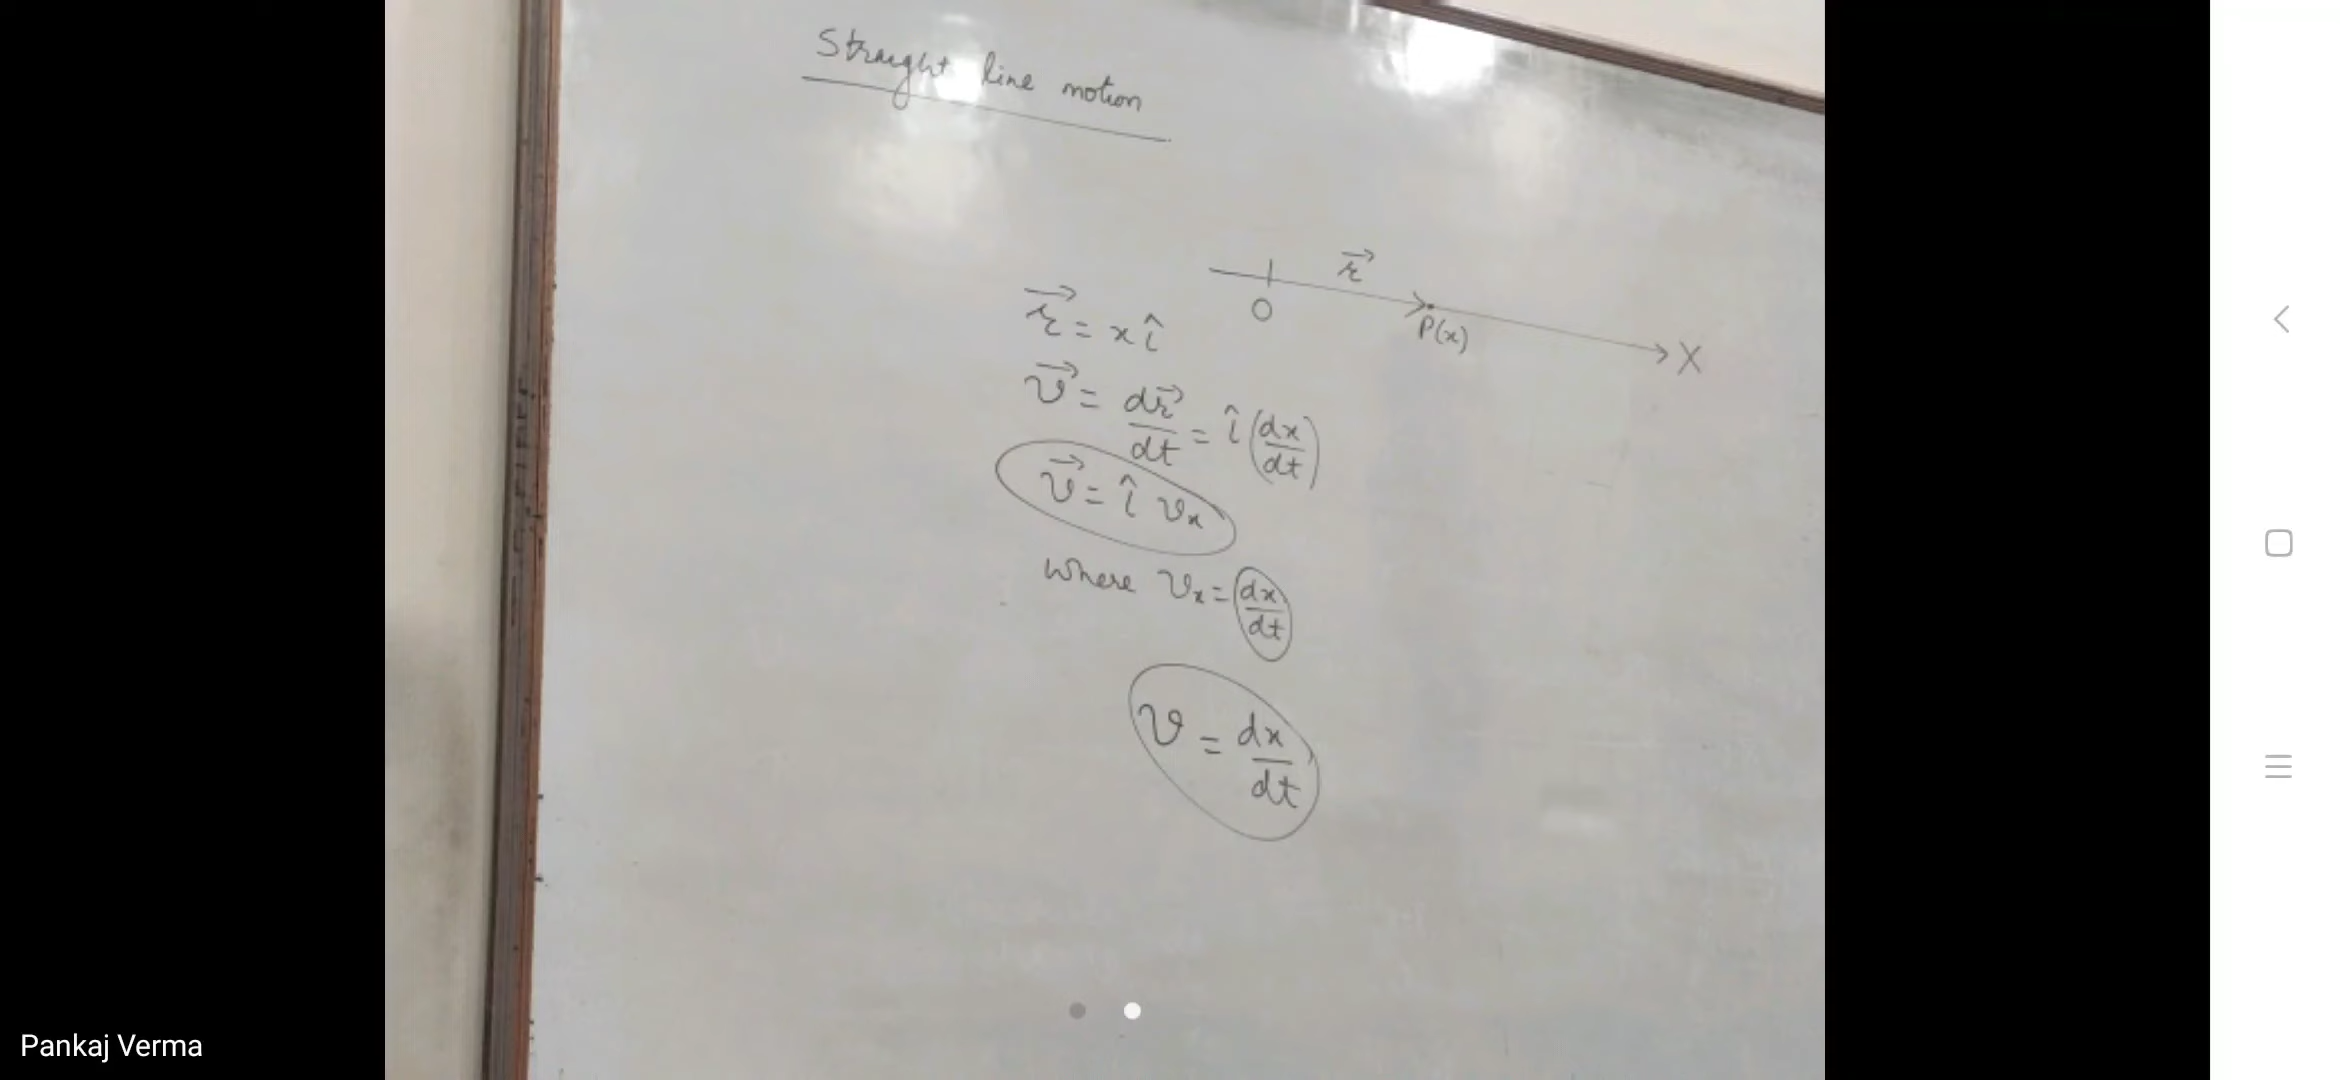 Straight line motion
r⃗
O
P(x)
X
r⃗ = x î
v⃗ = dr⃗/dt = î (dx/dt)
v⃗ = î vₓ
where vₓ = dx/dt
v = dx/dt
Pankaj Verma